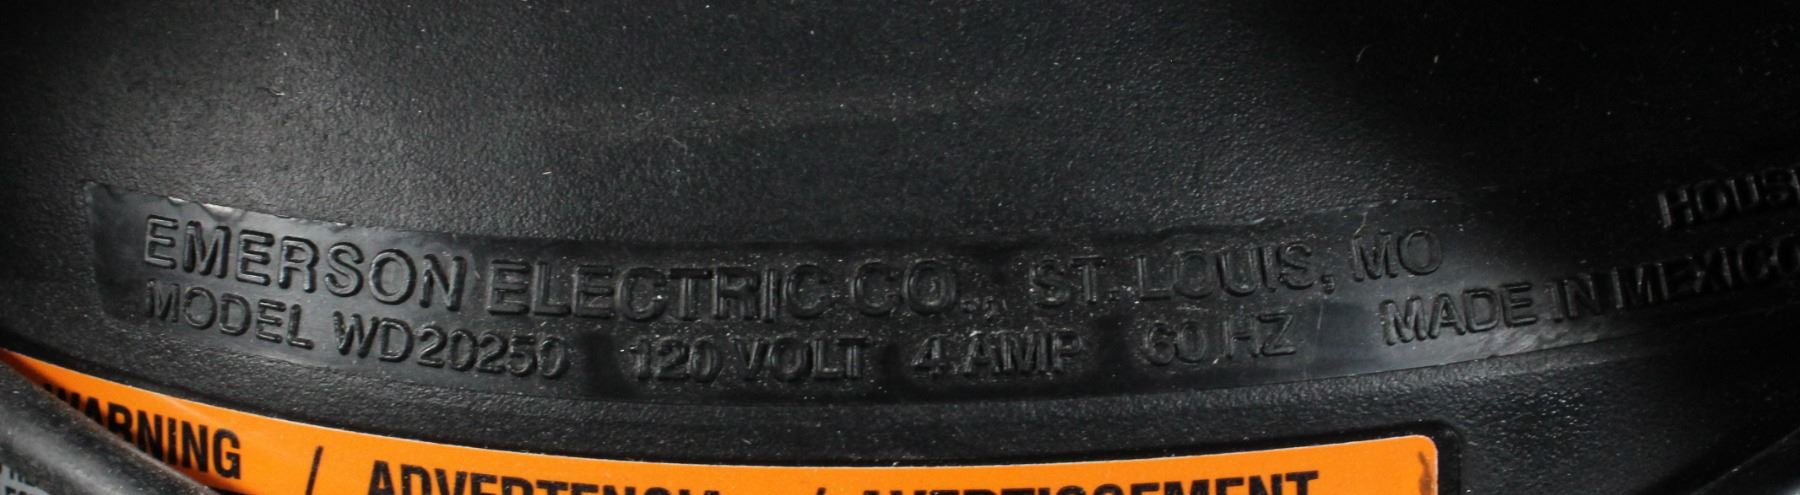 EMERSON ELECTRIC CO., ST. LOUIS, MO
MODEL WD20250 120 VOLT 4 AMP 60 HZ MADE IN MEXICO
WARNING / ADVERTENCIA / AVERTISSEMENT